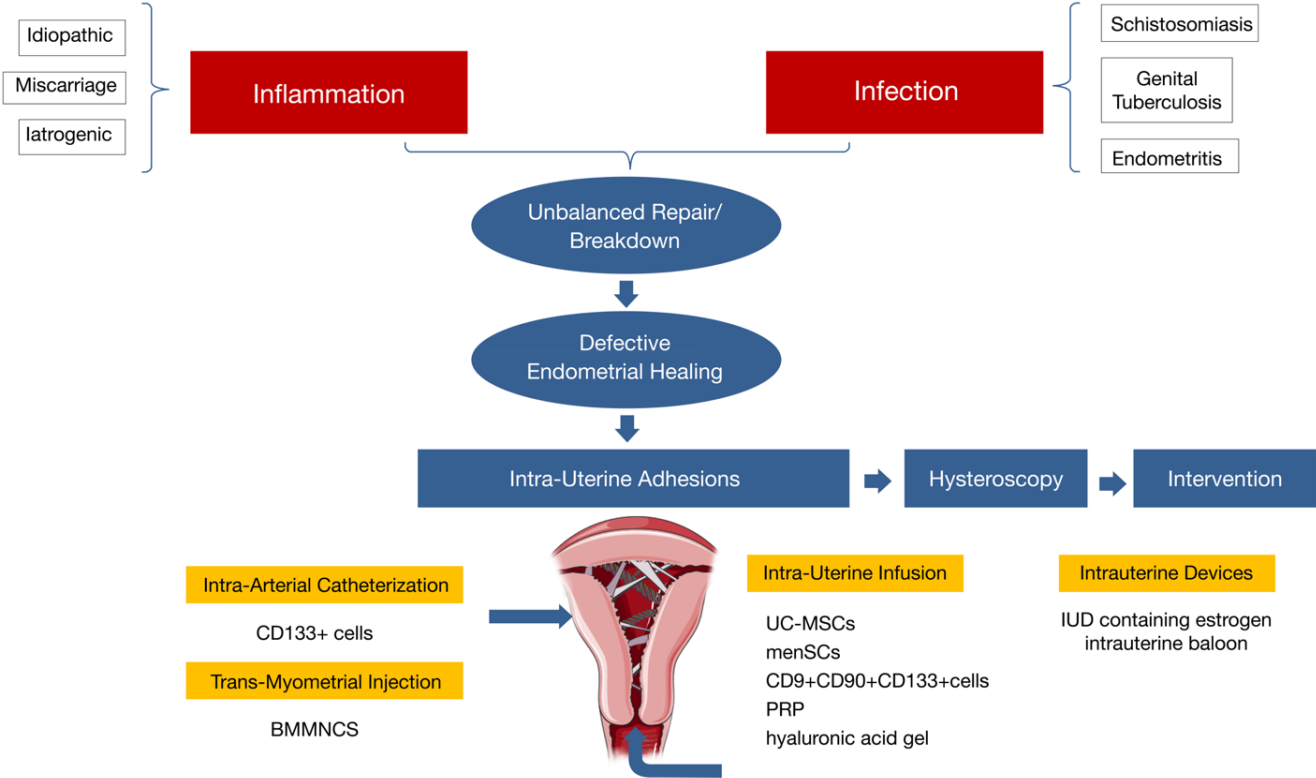 Idiopathic
Miscarriage
Iatrogenic
Inflammation
Infection
Schistosomiasis
Genital
Tuberculosis
Endometritis
Unbalanced Repair/
Breakdown
Defective
Endometrial Healing
Intra-Uterine Adhesions
Hysteroscopy
Intervention
Intra-Arterial Catheterization
CD133+ cells
Trans-Myometrial Injection
BMMNCS
Intra-Uterine Infusion
UC-MSCs
menSCs
CD9+CD90+CD133+cells
PRP
hyaluronic acid gel
Intrauterine Devices
IUD containing estrogen
intrauterine baloon